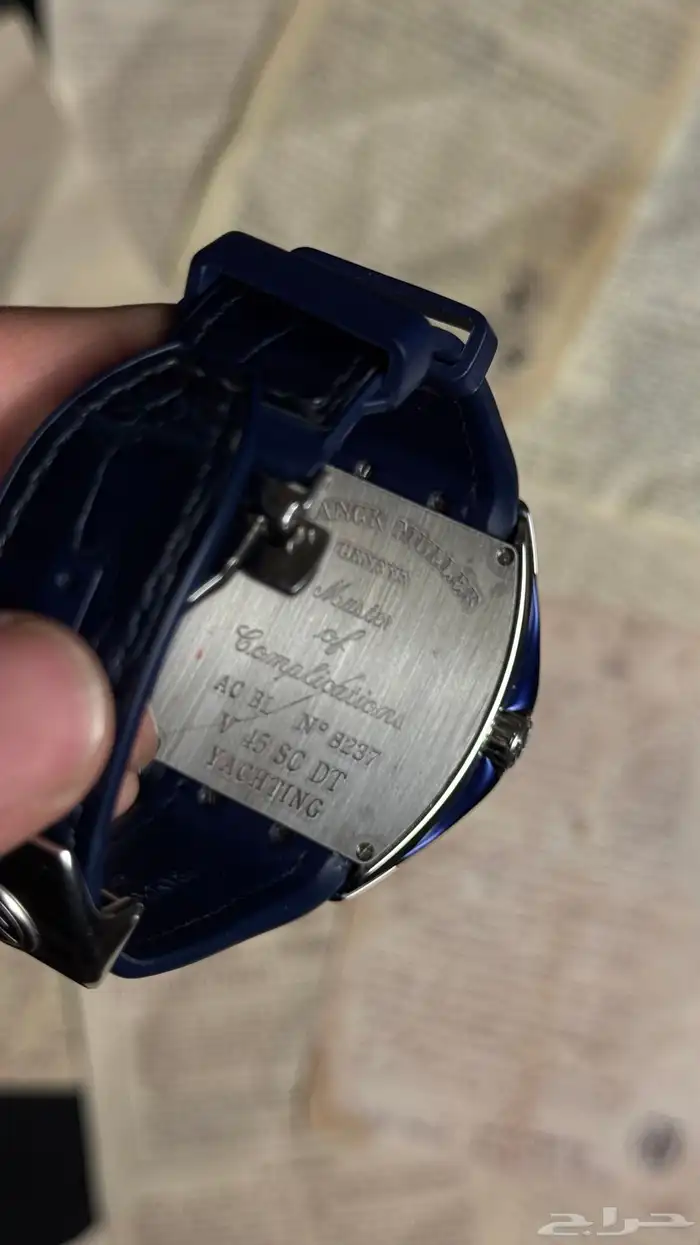 ANCK MULLER
GENEVE
Master
of
Complications
AC BL N° 8237
V 45 SC DT
YACHTING
حراج